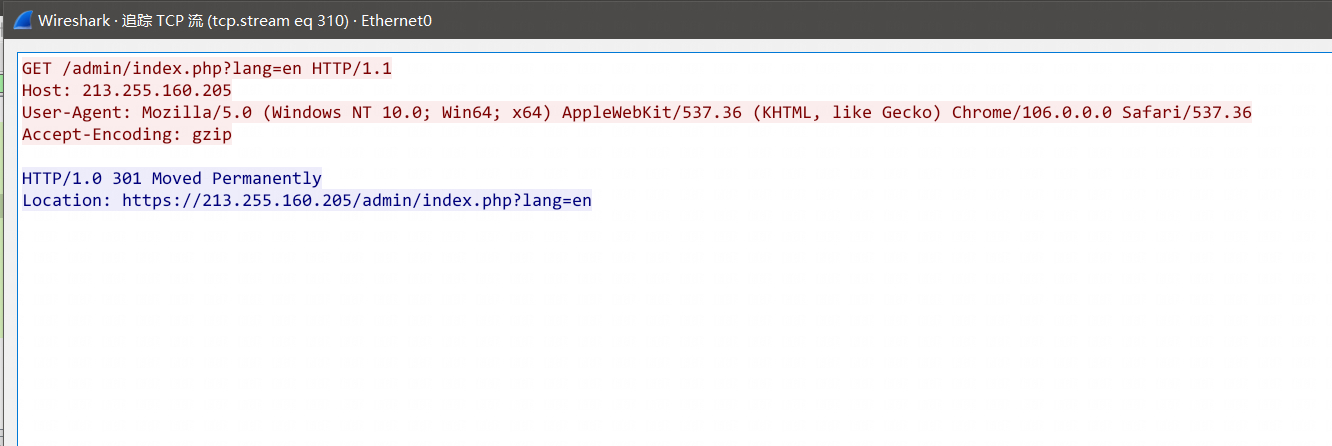 Wireshark · 追踪 TCP 流 (tcp.stream eq 310) · Ethernet0
GET /admin/index.php?lang=en HTTP/1.1
Host: 213.255.160.205
User-Agent: Mozilla/5.0 (Windows NT 10.0; Win64; x64) AppleWebKit/537.36 (KHTML, like Gecko) Chrome/106.0.0.0 Safari/537.36
Accept-Encoding: gzip
HTTP/1.0 301 Moved Permanently
Location: https://213.255.160.205/admin/index.php?lang=en